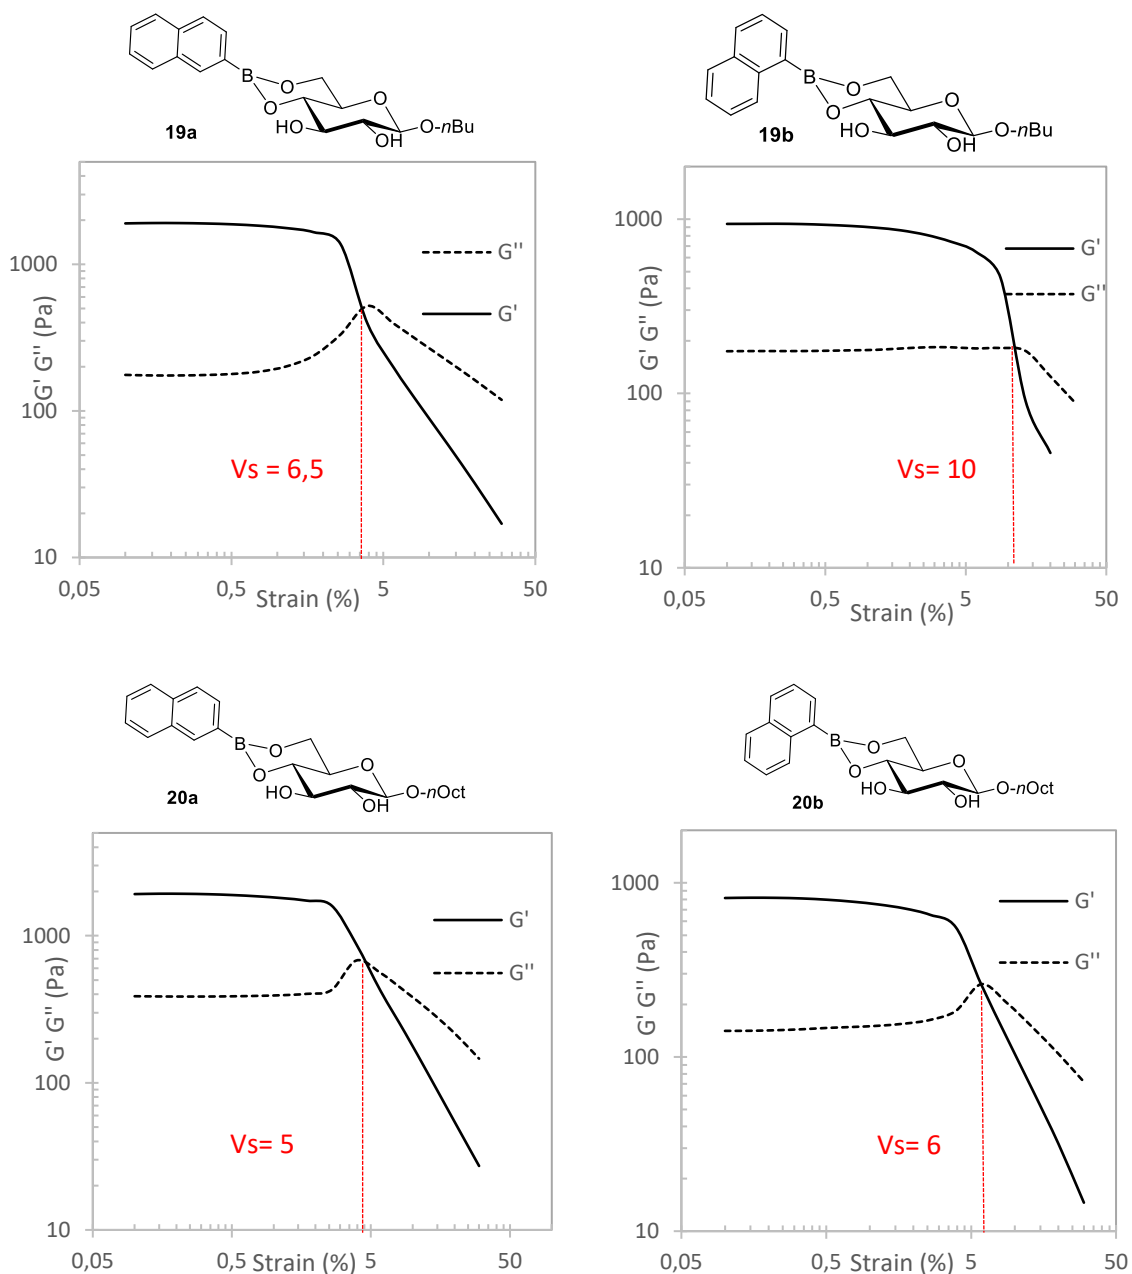 B
O
O
O
HO
OH
O-nBu
19a
B
O
O
O
HO
OH
O-nBu
19b
1000
100
10
G' G'' (Pa)
G''
G'
Vs = 6,5
0,05
0,5
5
50
Strain (%)
1000
100
10
G' G'' (Pa)
G'
G''
Vs= 10
0,05
0,5
5
50
Strain (%)
B
O
O
O
HO
OH
O-nOct
20a
B
O
O
O
HO
OH
O-nOct
20b
1000
100
10
G' G'' (Pa)
G'
G''
Vs= 5
0,05
0,5
Strain (%)
5
50
1000
100
10
G' G'' (Pa)
G'
G''
Vs= 6
0,05
0,5
Strain (%)
5
50